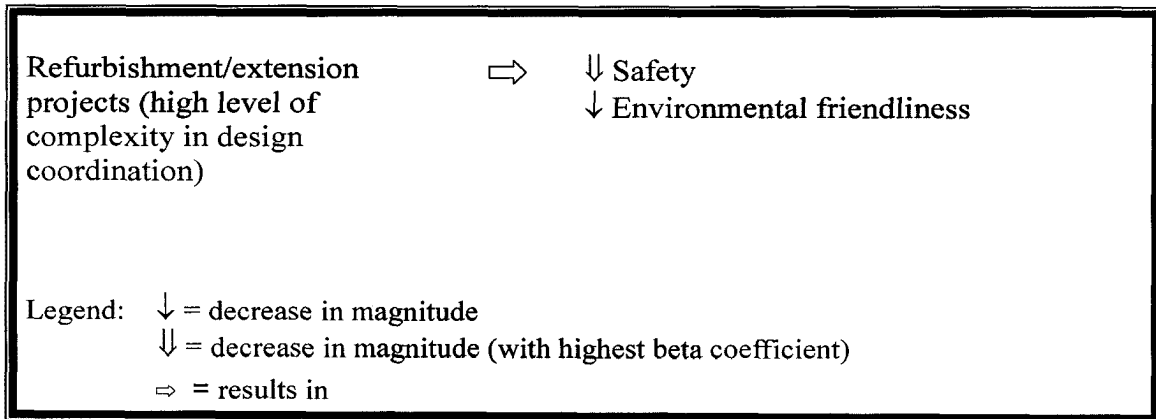 Refurbishment/extension ⇨ ⇓ Safety
projects (high level of ↓ Environmental friendliness
complexity in design
coordination)
Legend: ↓ = decrease in magnitude
⇓ = decrease in magnitude (with highest beta coefficient)
⇨ = results in